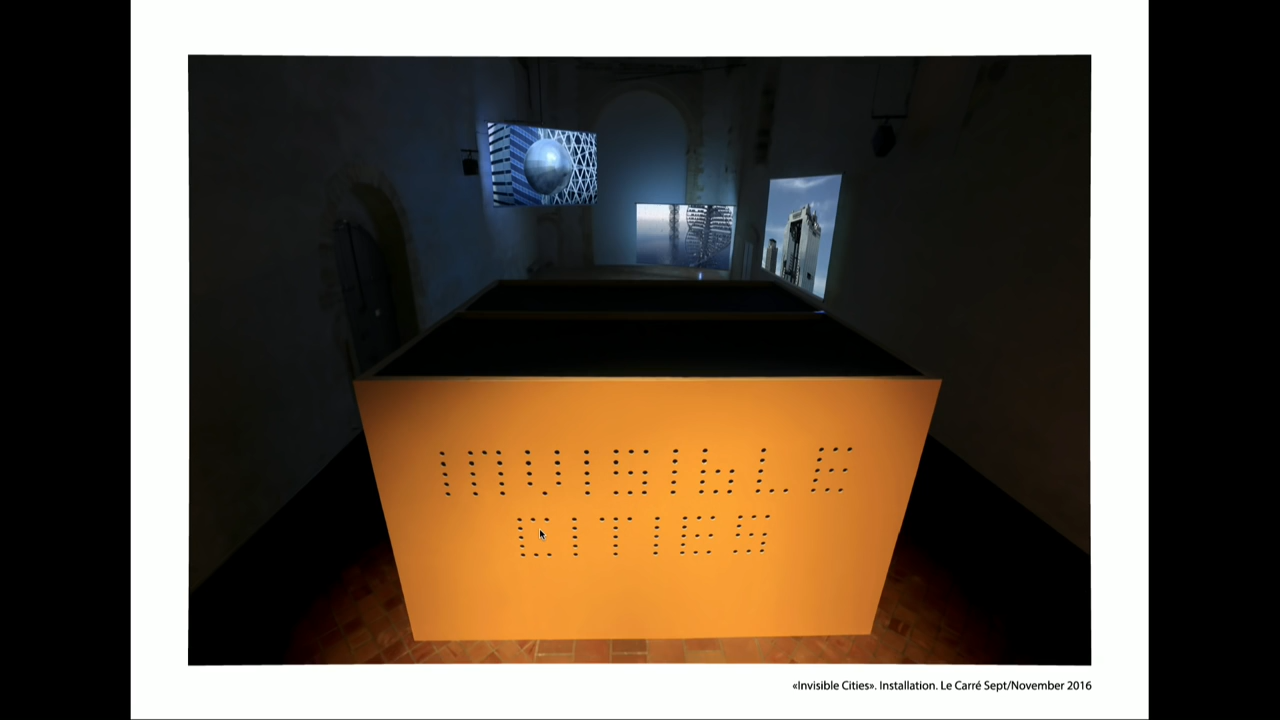 INVISIbLE
CITIES
«Invisible Cities». Installation. Le Carré Sept/November 2016